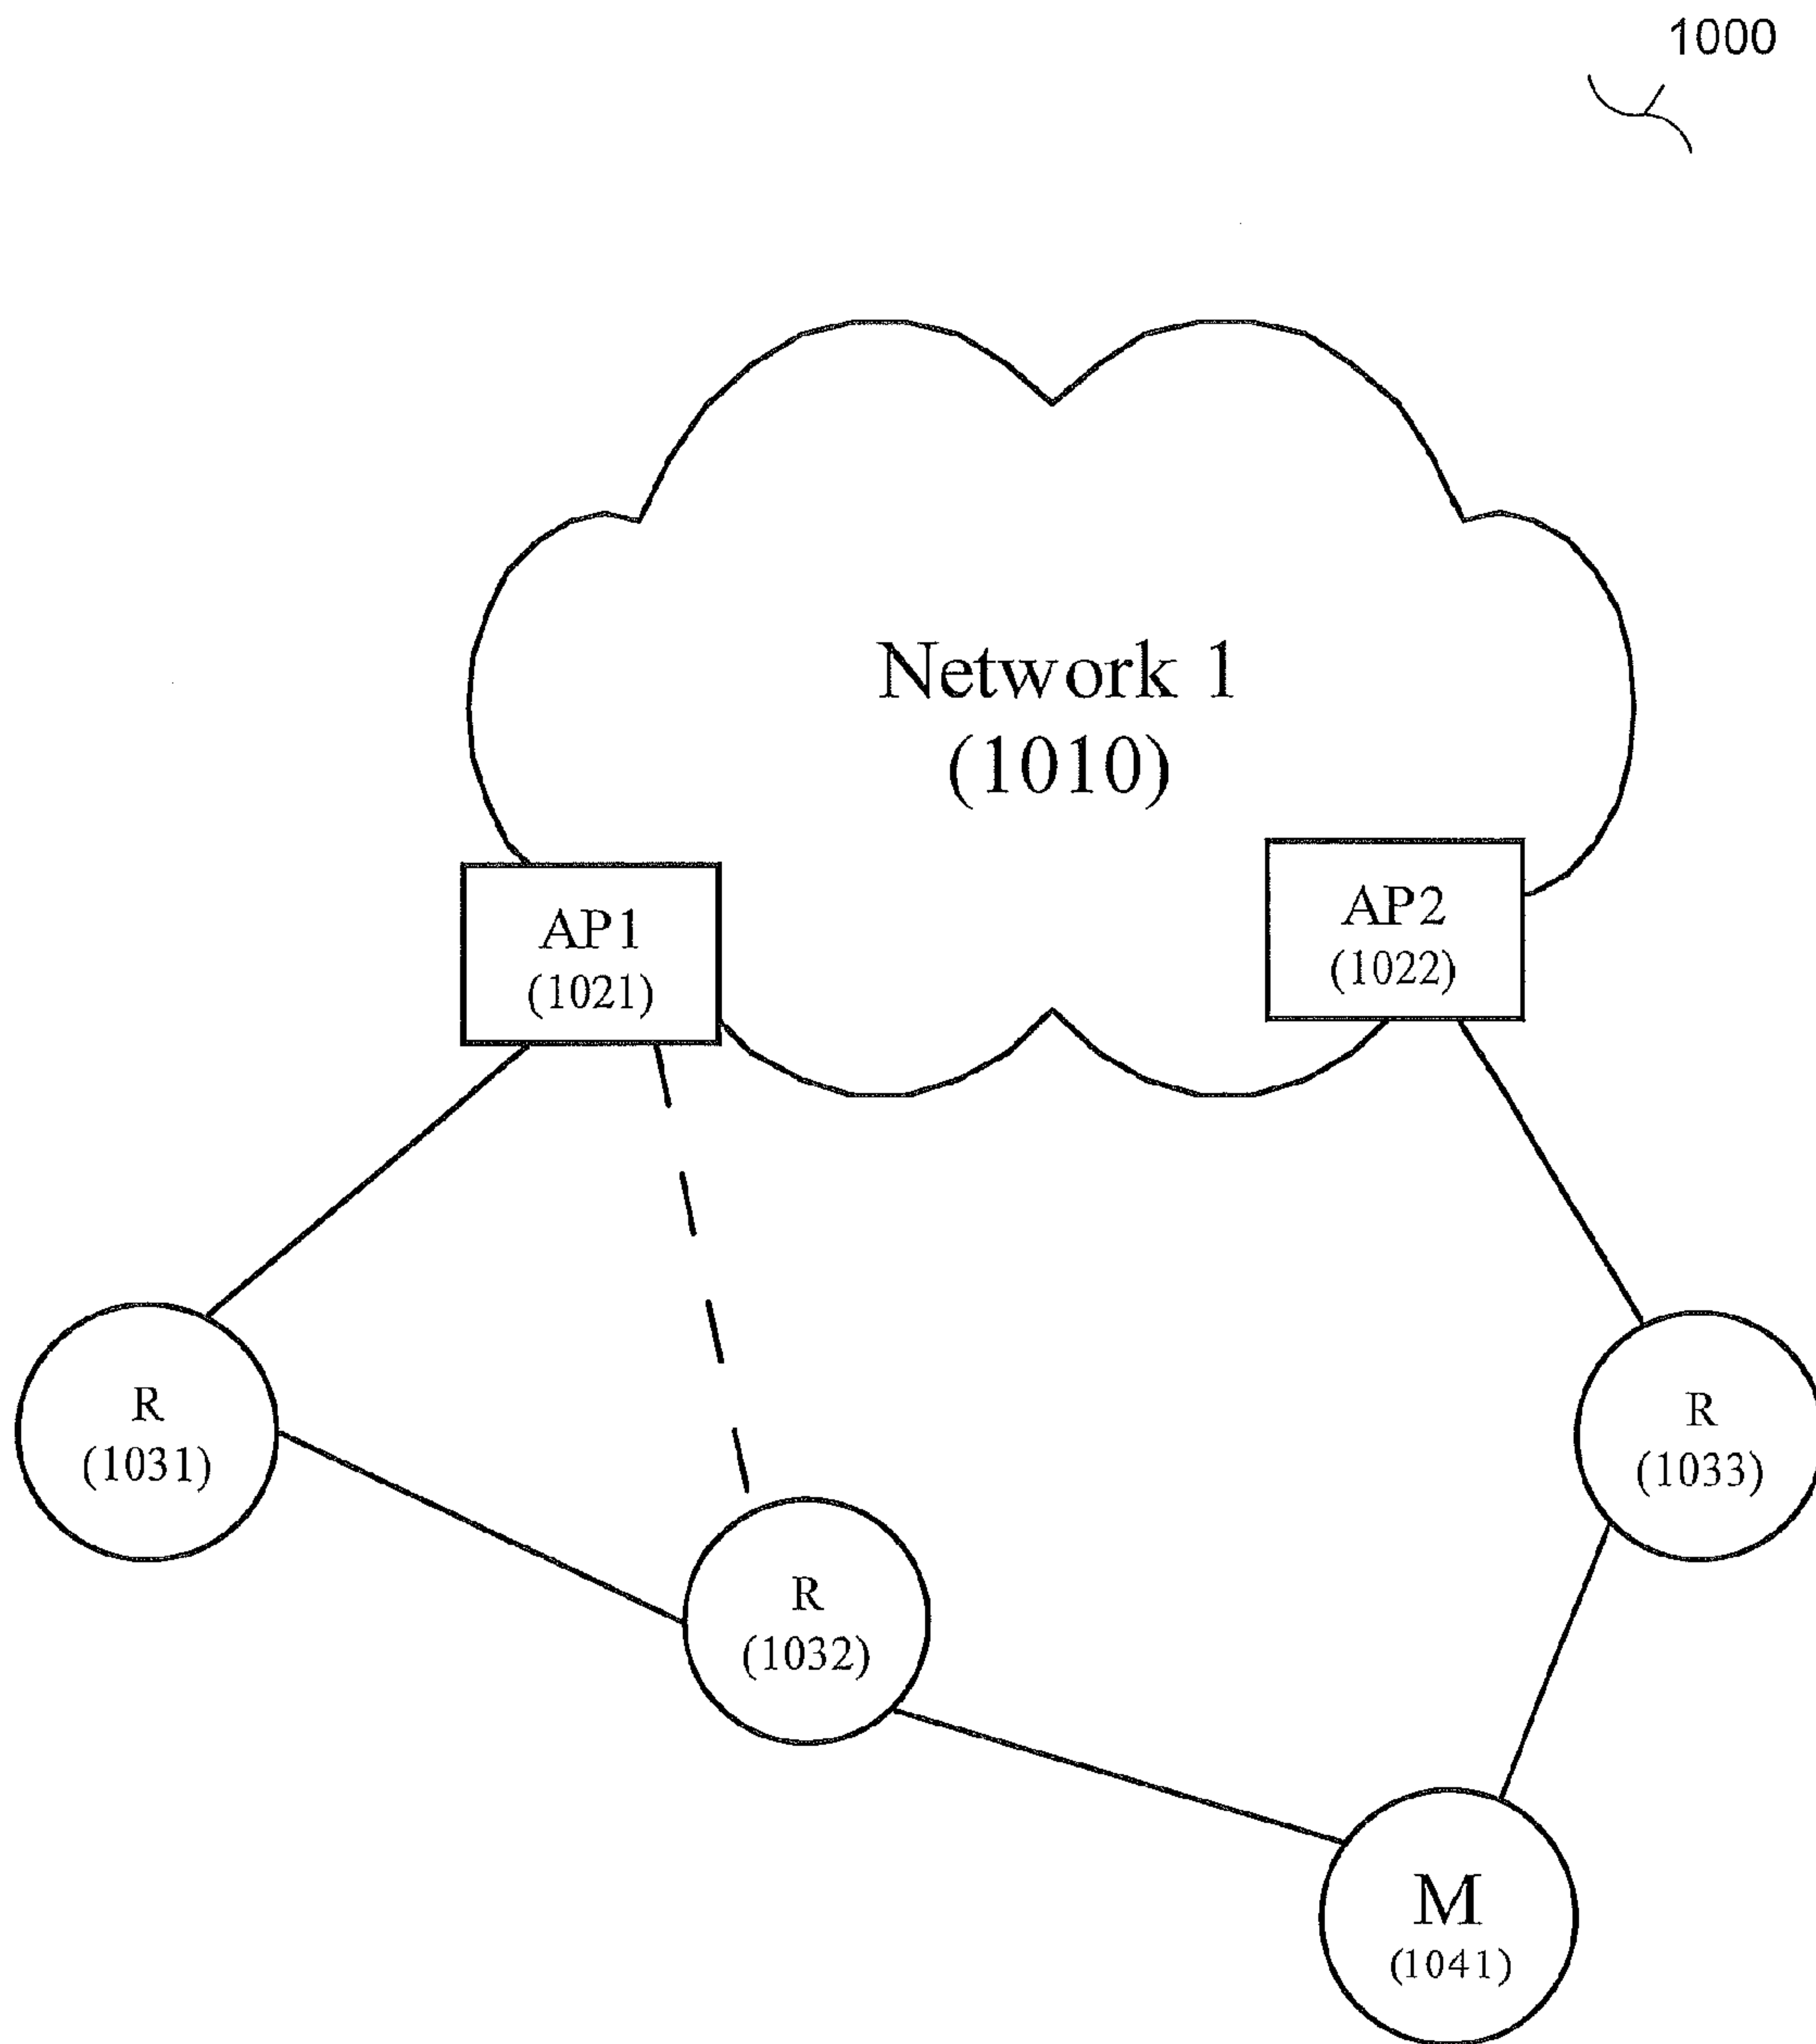 1000
Network 1
(1010)
AP1
(1021)
AP2
(1022)
R
(1031)
R
(1033)
R
(1032)
M
(1041)